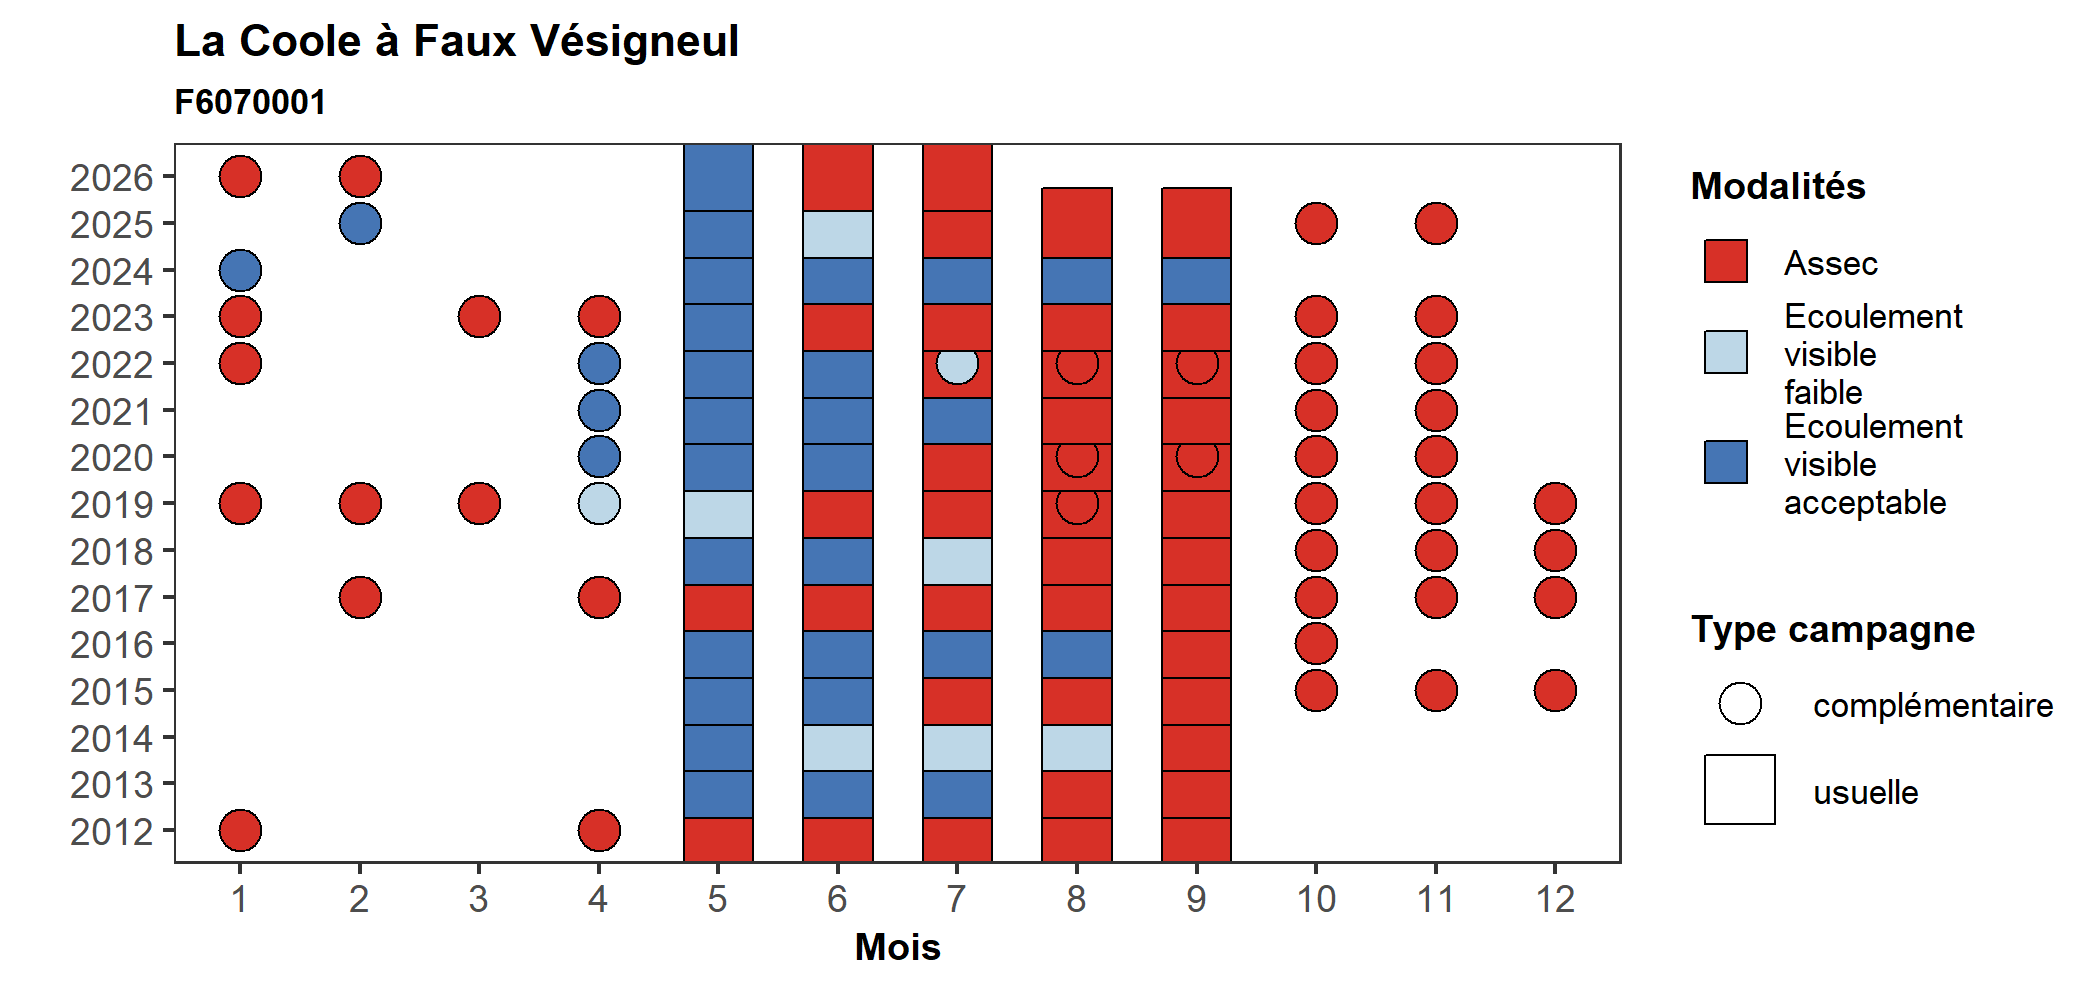 La Coole à Faux Vésigneul
F6070001
2026
2025
2024
2023
2022
2021
2020
2019
2018
2017
2016
2015
2014
2013
2012
1 2 3 4 5 6 7 8 9 10 11 12
Mois
Modalités
Assec
Ecoulement
visible
faible
Ecoulement
visible
acceptable
Type campagne
complémentaire
usuelle